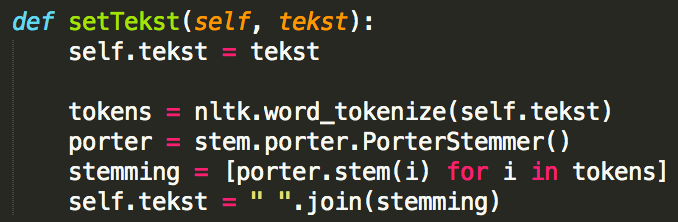 def setTekst(self, tekst):
    self.tekst = tekst

    tokens = nltk.word_tokenize(self.tekst)
    porter = stem.porter.PorterStemmer()
    stemming = [porter.stem(i) for i in tokens]
    self.tekst = " ".join(stemming)